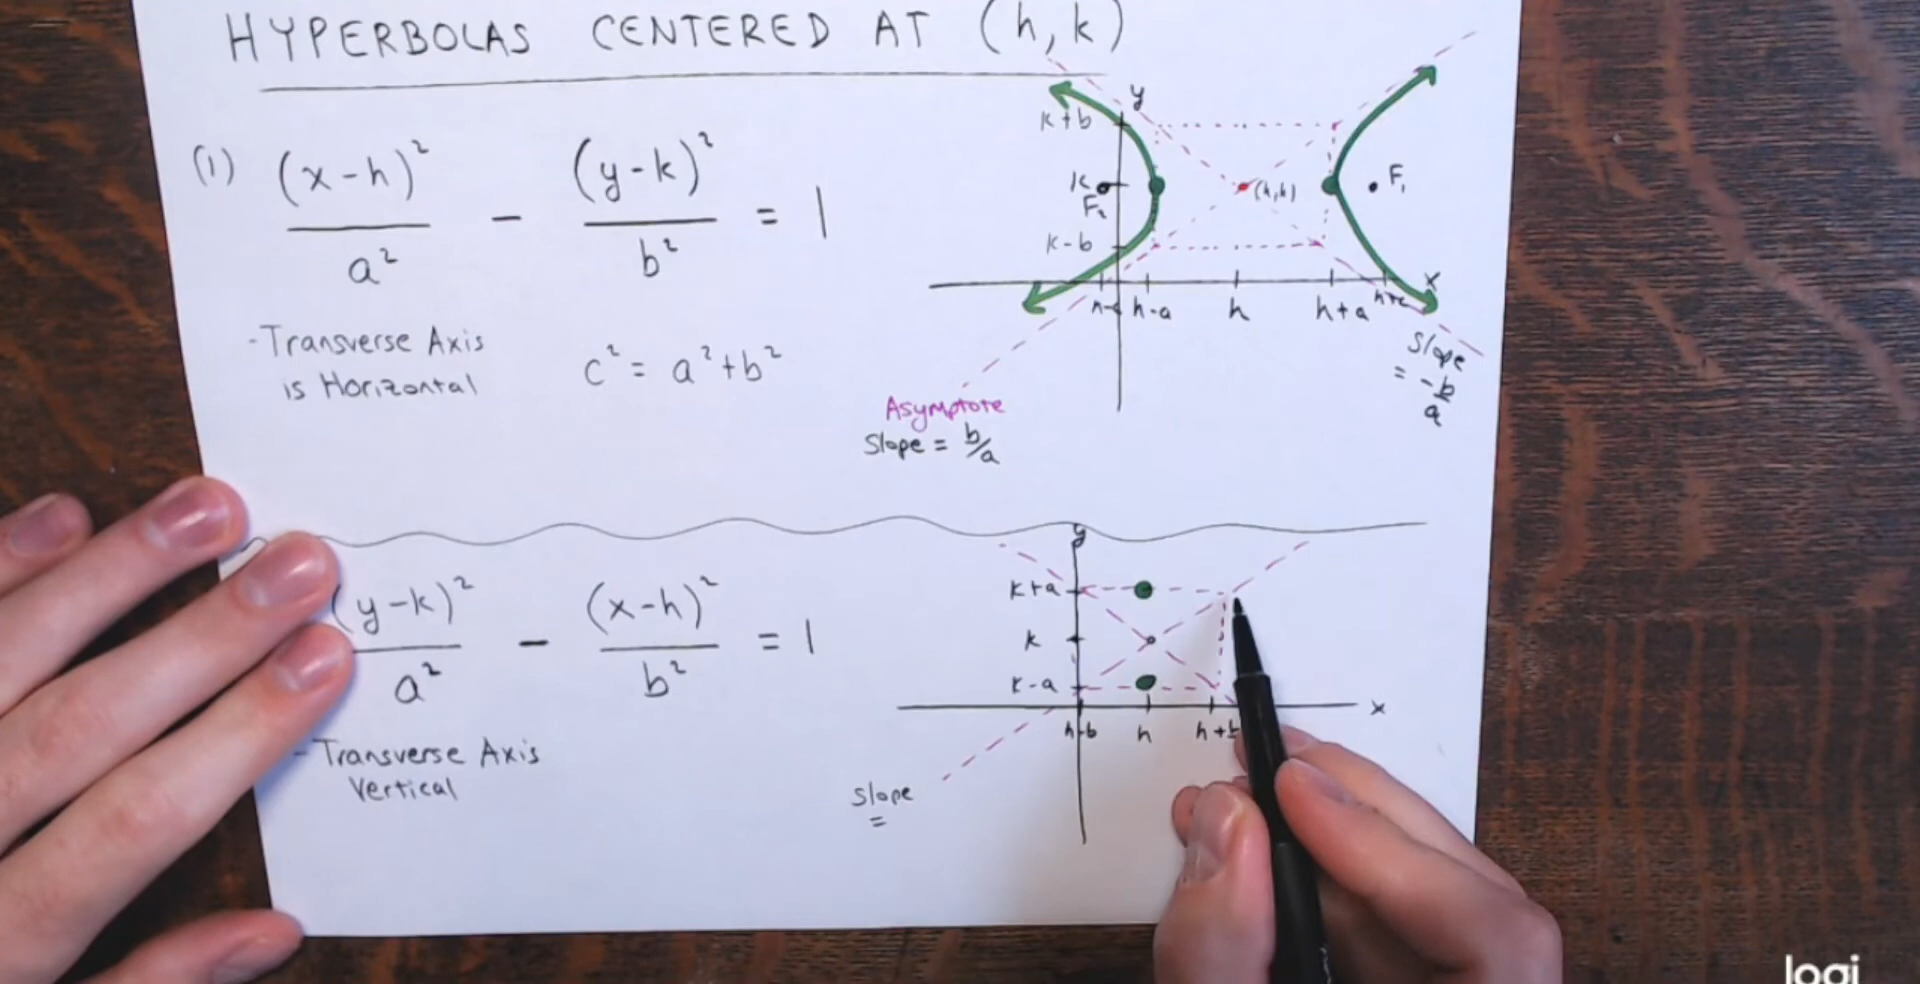 HYPERBOLAS CENTERED AT (h, k)
(1) (x-h)² / a² - (y-k)² / b² = 1
- Transverse Axis
is Horizontal
c² = a² + b²
y
k+b
k
F₂
k-b
(h,k)
F₁
x
h-c h-a h h+a h+c
Asymptote
Slope = b/a
Slope
= -b/a
(y-k)² / a² - (x-h)² / b² = 1
- Transverse Axis
Vertical
y
k+a
k
k-a
x
h-b h h+b
Slope
=
logi